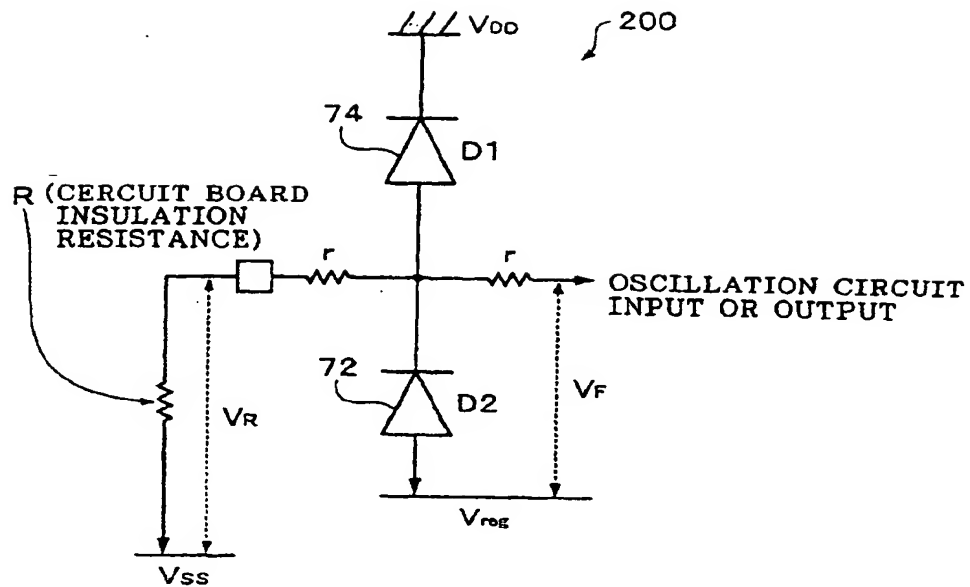 VDD
200
74
D1
R (CERCUIT BOARD
INSULATION
RESISTANCE)
r
r
OSCILLATION CIRCUIT
INPUT OR OUTPUT
72
D2
VR
VF
Vreg
VSS